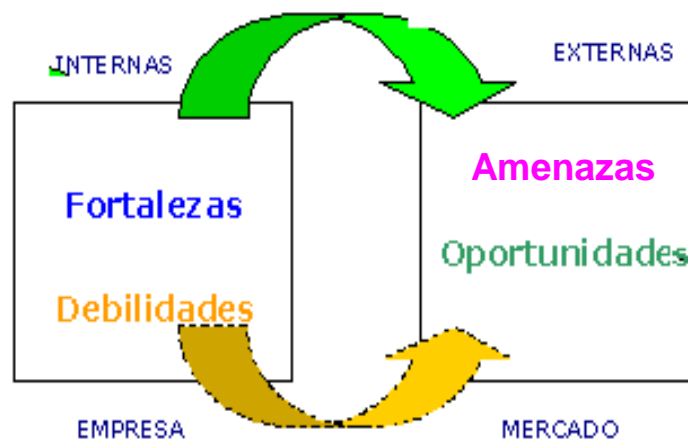 INTERNAS
EXTERNAS
Fortalezas
Debilidades
Amenazas
Oportunidades
EMPRESA
MERCADO